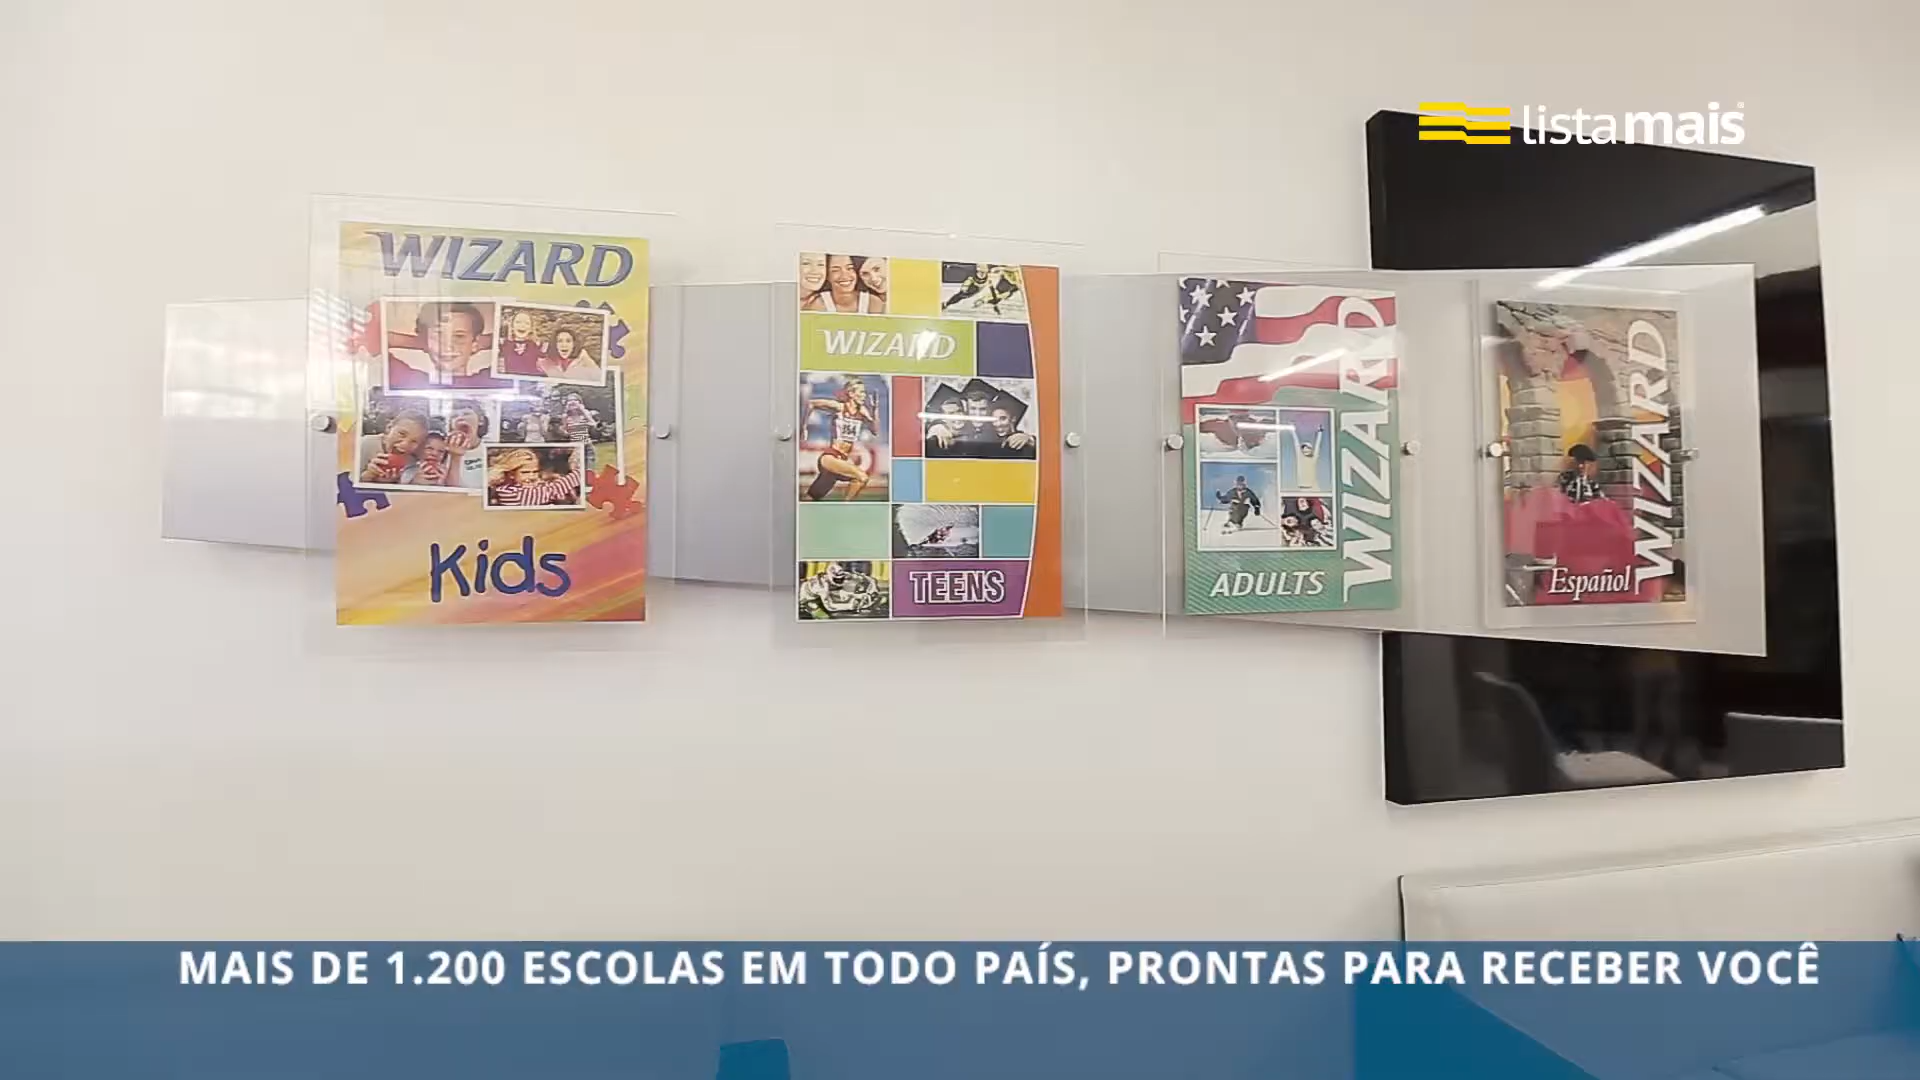 listamais
WIZARD
Kids
WIZARD
TEENS
WIZARD
ADULTS
WIZARD
Español
MAIS DE 1.200 ESCOLAS EM TODO PAÍS, PRONTAS PARA RECEBER VOCÊ